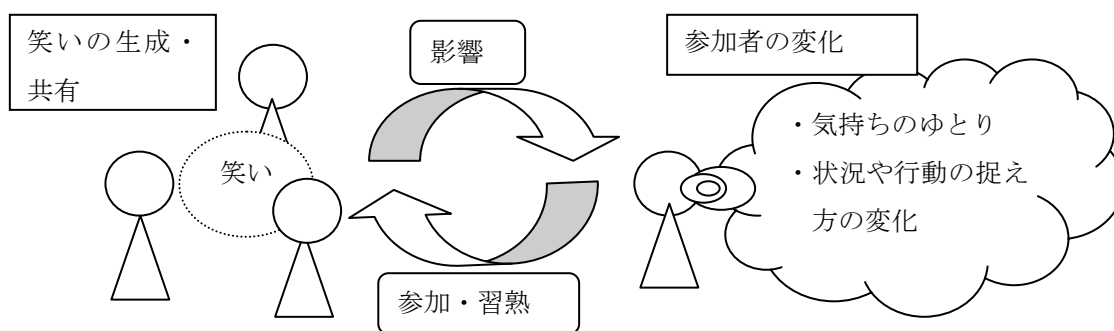 笑いの生成・
共有
影響
参加者の変化
笑い
・気持ちのゆとり
・状況や行動の捉え
方の変化
参加・習熟